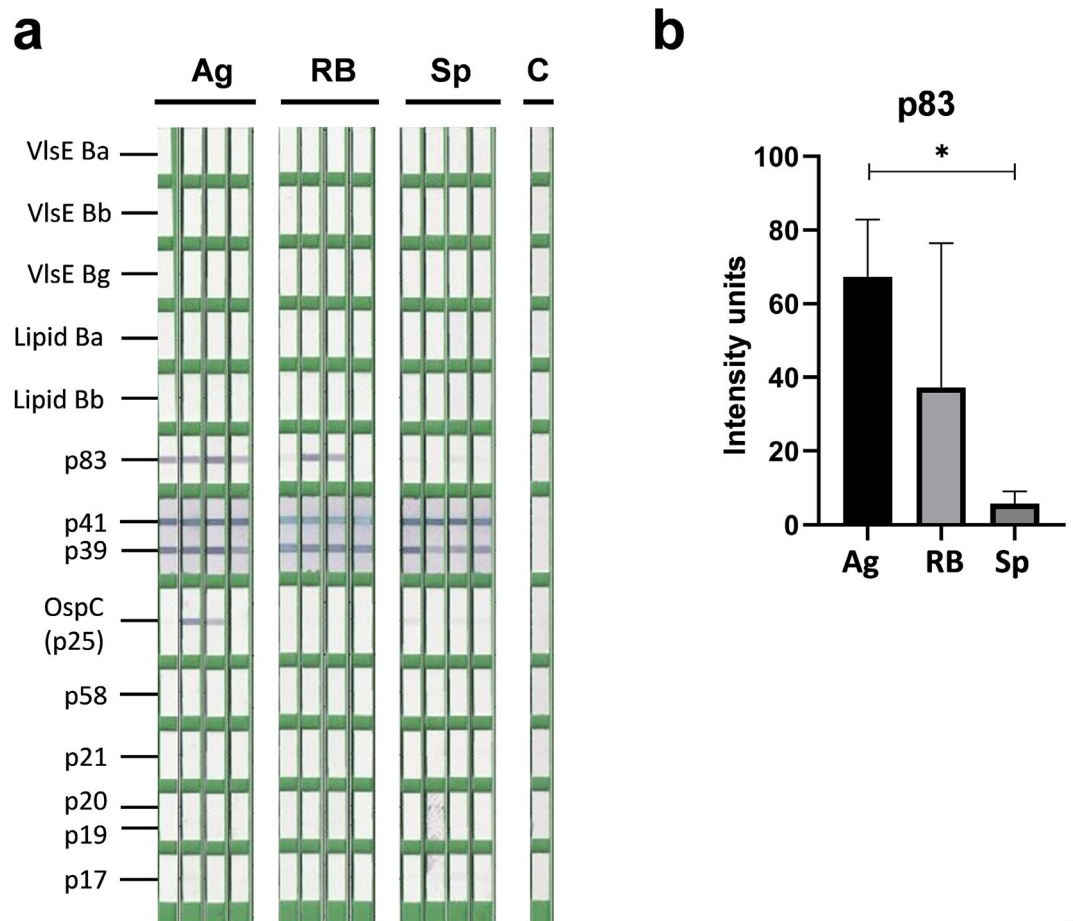 a
Ag RB Sp C
VlsE Ba
VlsE Bb
VlsE Bg
Lipid Ba
Lipid Bb
p83
p41
p39
OspC
(p25)
p58
p21
p20
p19
p17
b
p83
*
100
80
60
40
20
0
Intensity units
Ag RB Sp